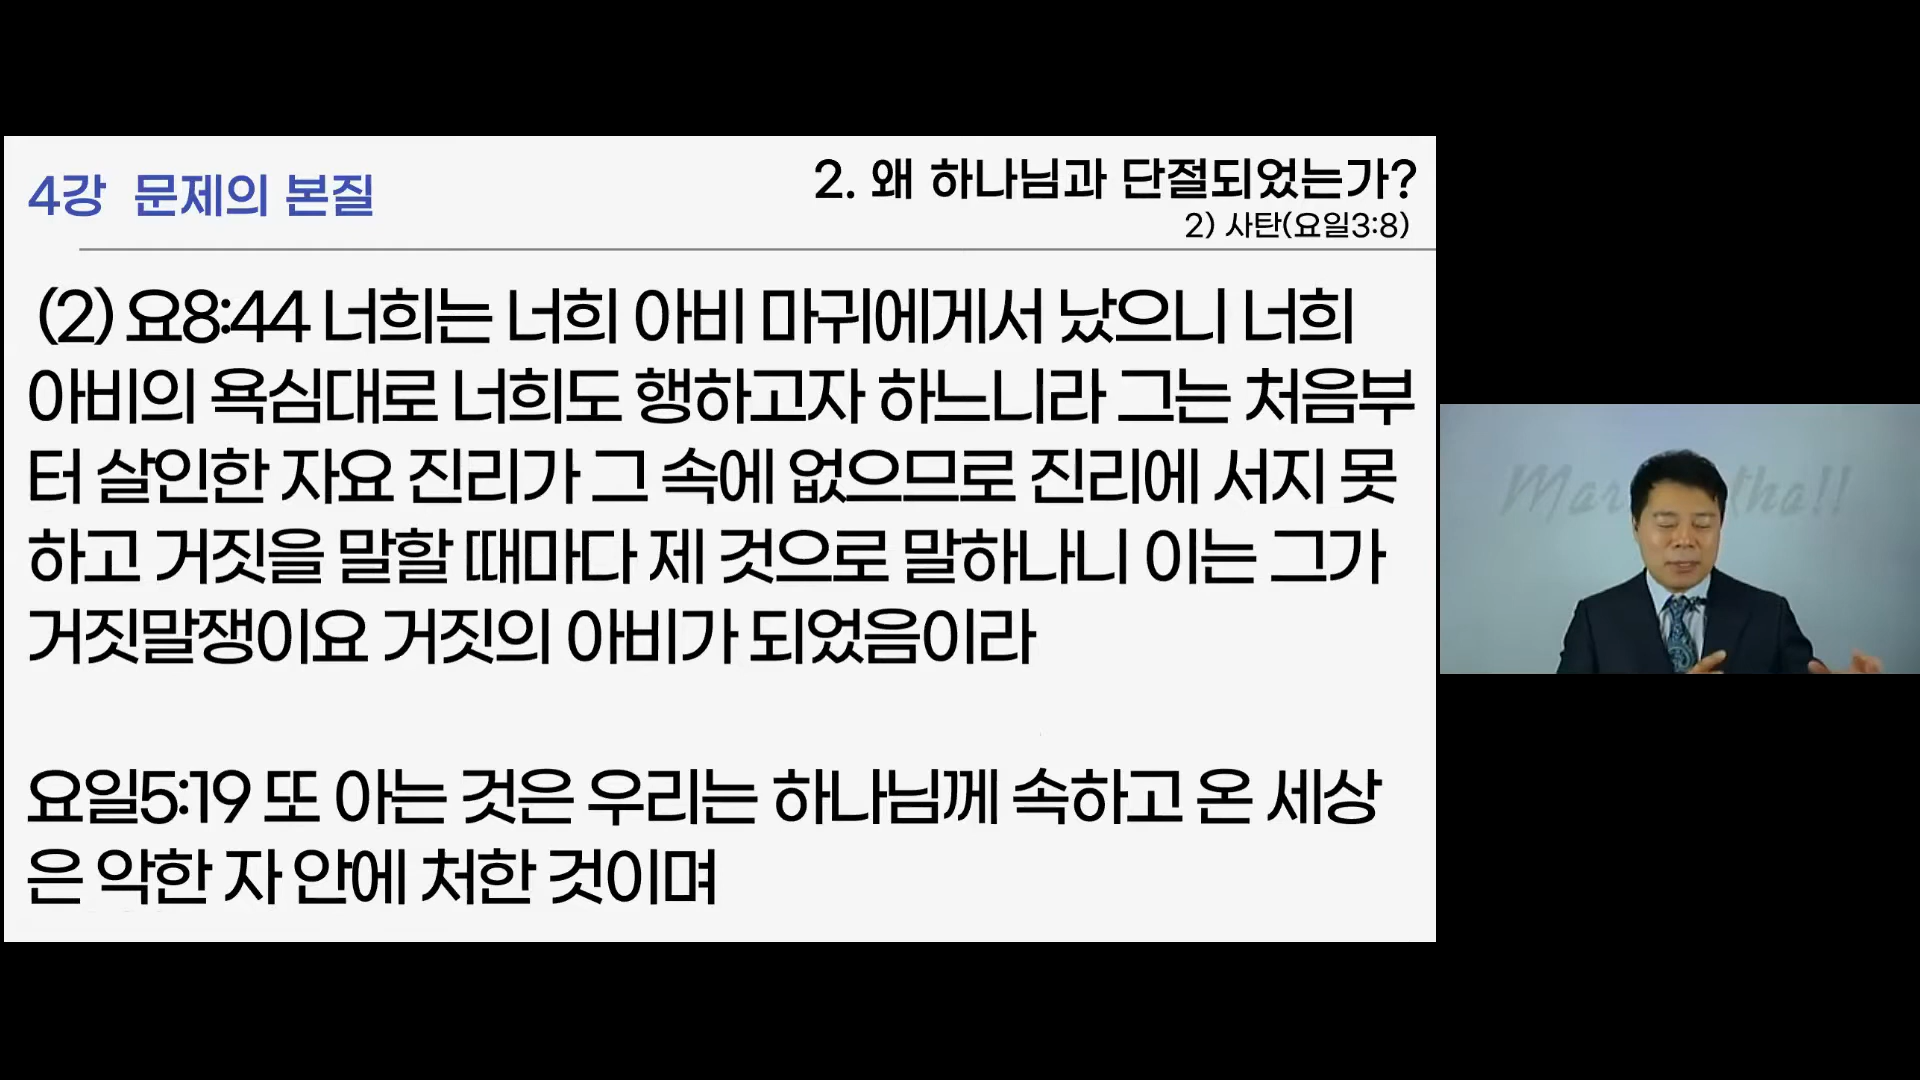 4강 문제의 본질
2. 왜 하나님과 단절되었는가?
2) 사탄(요일3:8)
(2) 요8:44 너희는 너희 아비 마귀에게서 났으니 너희
아비의 욕심대로 너희도 행하고자 하느니라 그는 처음부
터 살인한 자요 진리가 그 속에 없으므로 진리에 서지 못
하고 거짓을 말할 때마다 제 것으로 말하나니 이는 그가
거짓말쟁이요 거짓의 아비가 되었음이라
요일5:19 또 아는 것은 우리는 하나님께 속하고 온 세상
은 악한 자 안에 처한 것이며